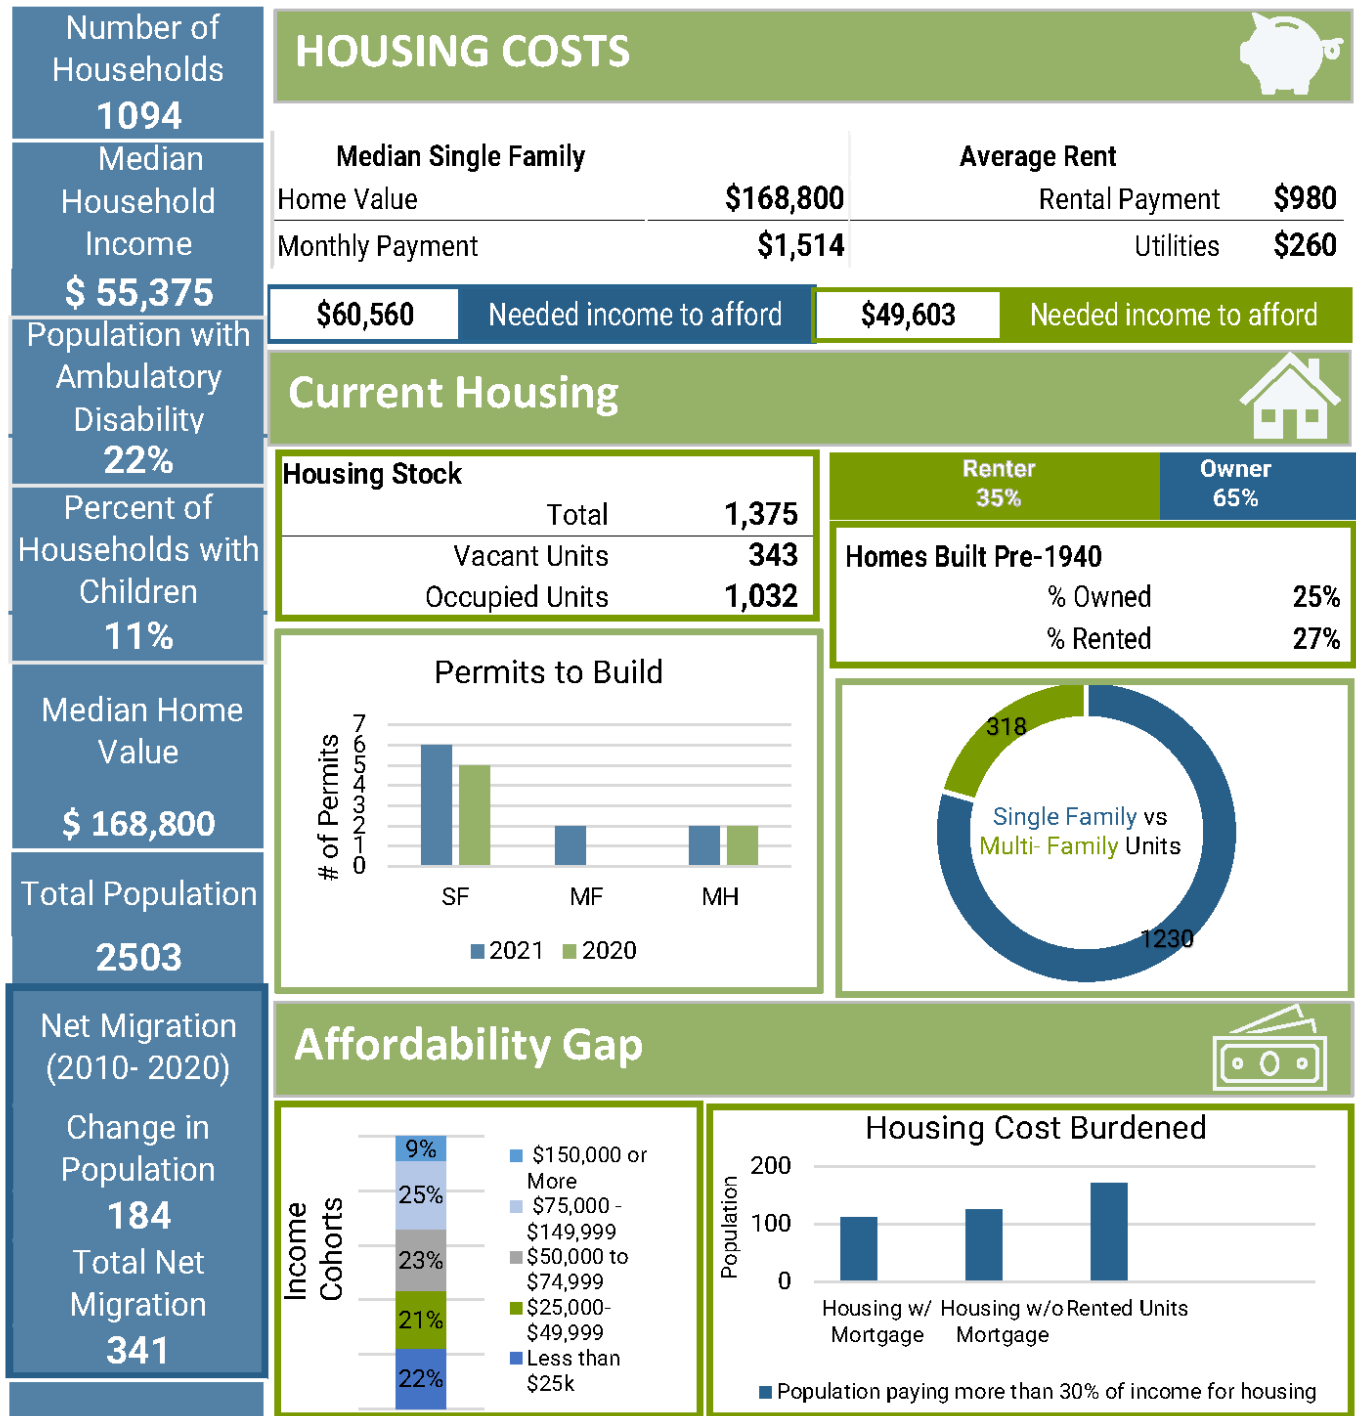 Number of
Households
1094
Median
Household
Income
$ 55,375
Population with
Ambulatory
Disability
22%
Percent of
Households with
Children
11%
Median Home
Value
$ 168,800
Total Population
2503
Net Migration
(2010- 2020)
Change in
Population
184
Total Net
Migration
341
HOUSING COSTS
Median Single Family
Home Value $168,800
Monthly Payment $1,514
Average Rent
Rental Payment $980
Utilities $260
$60,560 Needed income to afford
$49,603 Needed income to afford
Current Housing
Housing Stock
Total 1,375
Vacant Units 343
Occupied Units 1,032
Renter Owner
35% 65%
Homes Built Pre-1940
% Owned 25%
% Rented 27%
Permits to Build
# of Permits
7
6
5
4
3
2
1
0
SF MF MH
2021 2020
318
Single Family vs
Multi- Family Units
1230
Affordability Gap
Income
Cohorts
9%
25%
23%
21%
22%
$150,000 or
More
$75,000 -
$149,999
$50,000 to
$74,999
$25,000-
$49,999
Less than
$25k
Housing Cost Burdened
Population
200
100
0
Housing w/ Housing w/o Rented Units
Mortgage Mortgage
Population paying more than 30% of income for housing